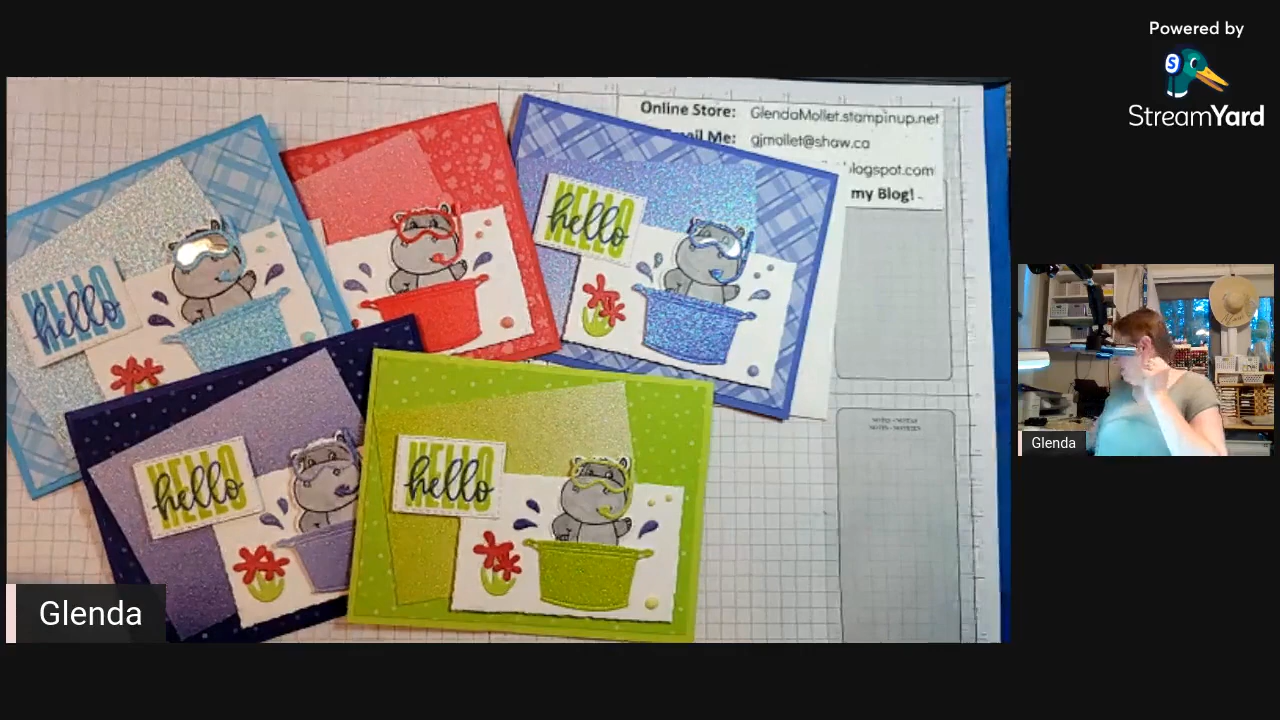 Powered by
S
StreamYard
Online Store: GlendaMollet.stampinup.net
Me: gjmollet@shaw.ca
blogspot.com
my Blog!
HELLO
hello
HELLO
hello
HELLO
hello
HELLO
hello
Glenda
Glenda